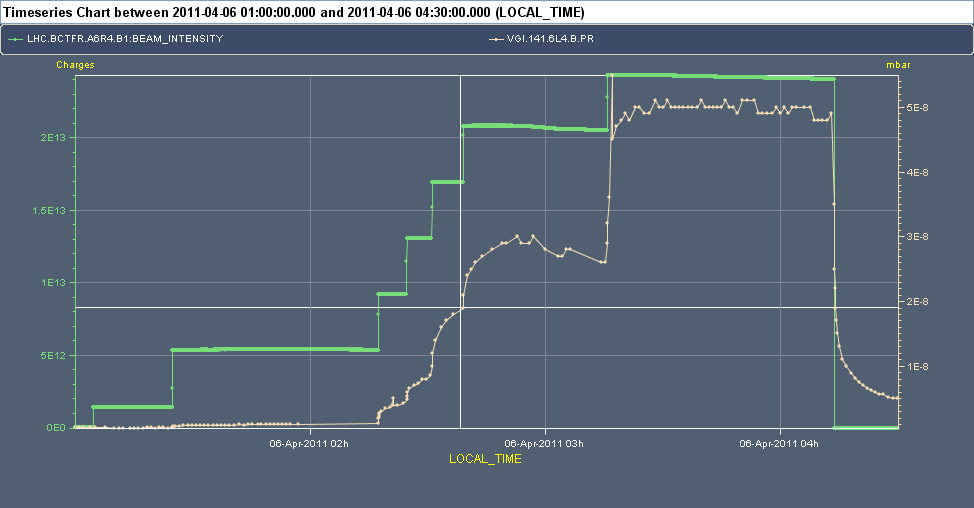 Timeseries Chart between 2011-04-06 01:00:00.000 and 2011-04-06 04:30:00.000 (LOCAL_TIME)
LHC.BCTFR.A6R4.B1:BEAM_INTENSITY VGI.141.6L4.B.PR
Charges mbar
2E13 5E-8
4E-8
1.5E13 3E-8
1E13 2E-8
5E12 1E-8
0E0
06-Apr-2011 02h 06-Apr-2011 03h 06-Apr-2011 04h
LOCAL_TIME